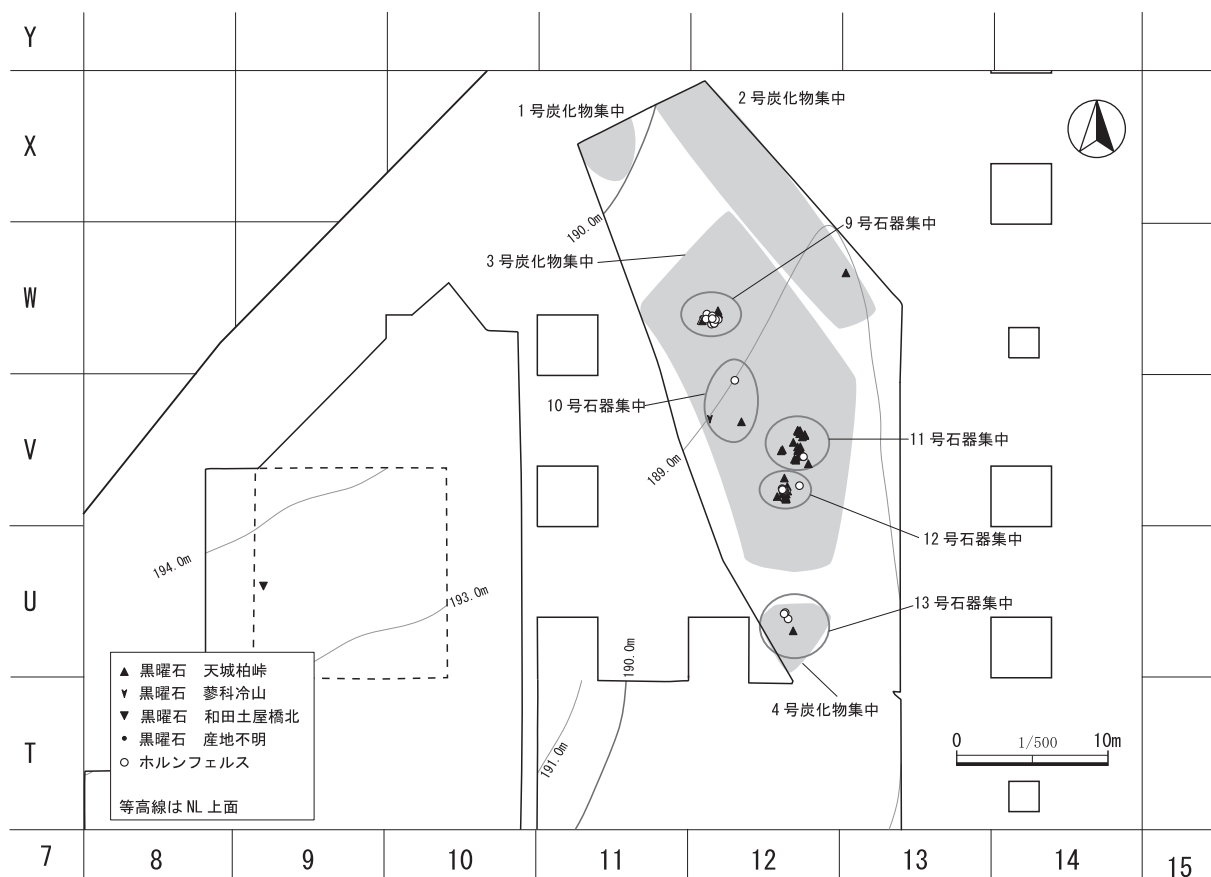 Y
X
W
V
U
T
1号炭化物集中
2号炭化物集中
190.0m
9号石器集中
3号炭化物集中
10号石器集中
11号石器集中
189.0m
12号石器集中
194.0m
193.0m
13号石器集中
190.0m
4号炭化物集中
191.0m
黒曜石 天城柏峠
黒曜石 蓼科冷山
黒曜石 和田土屋橋北
黒曜石 産地不明
ホルンフェルス
等高線は NL 上面
0 1/500 10m
7 8 9 10 11 12 13 14 15